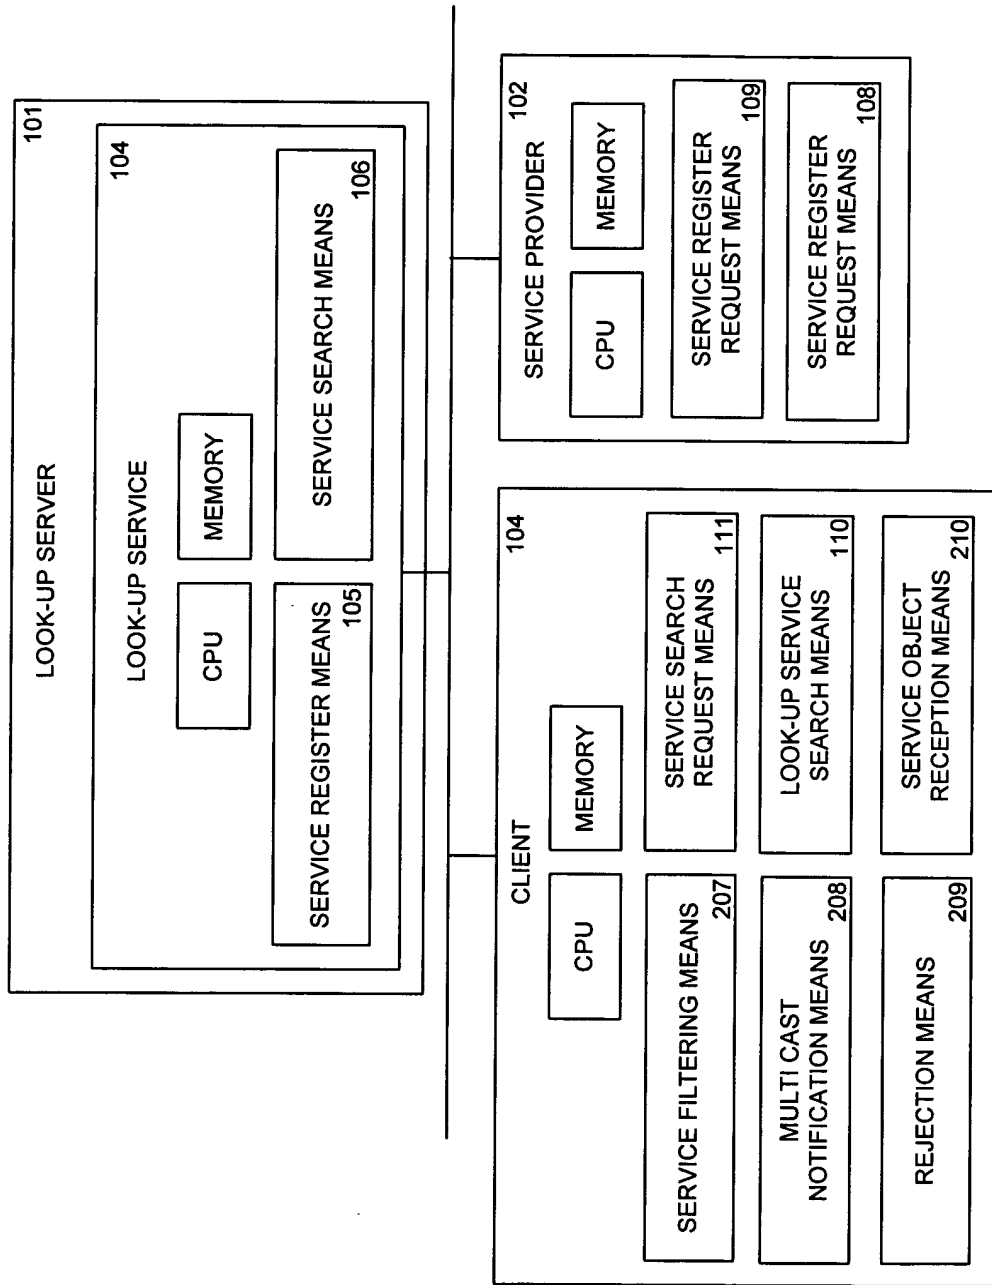 LOOK-UP SERVER
101
LOOK-UP SERVICE
104
CPU
MEMORY
SERVICE REGISTER MEANS
105
SERVICE SEARCH MEANS
106
CLIENT
104
CPU
MEMORY
SERVICE FILTERING MEANS
207
SERVICE SEARCH
REQUEST MEANS
111
MULTI CAST
NOTIFICATION MEANS
208
LOOK-UP SERVICE
SEARCH MEANS
110
REJECTION MEANS
209
SERVICE OBJECT
RECEPTION MEANS
210
SERVICE PROVIDER
102
CPU
MEMORY
SERVICE REGISTER
REQUEST MEANS
109
SERVICE REGISTER
REQUEST MEANS
108